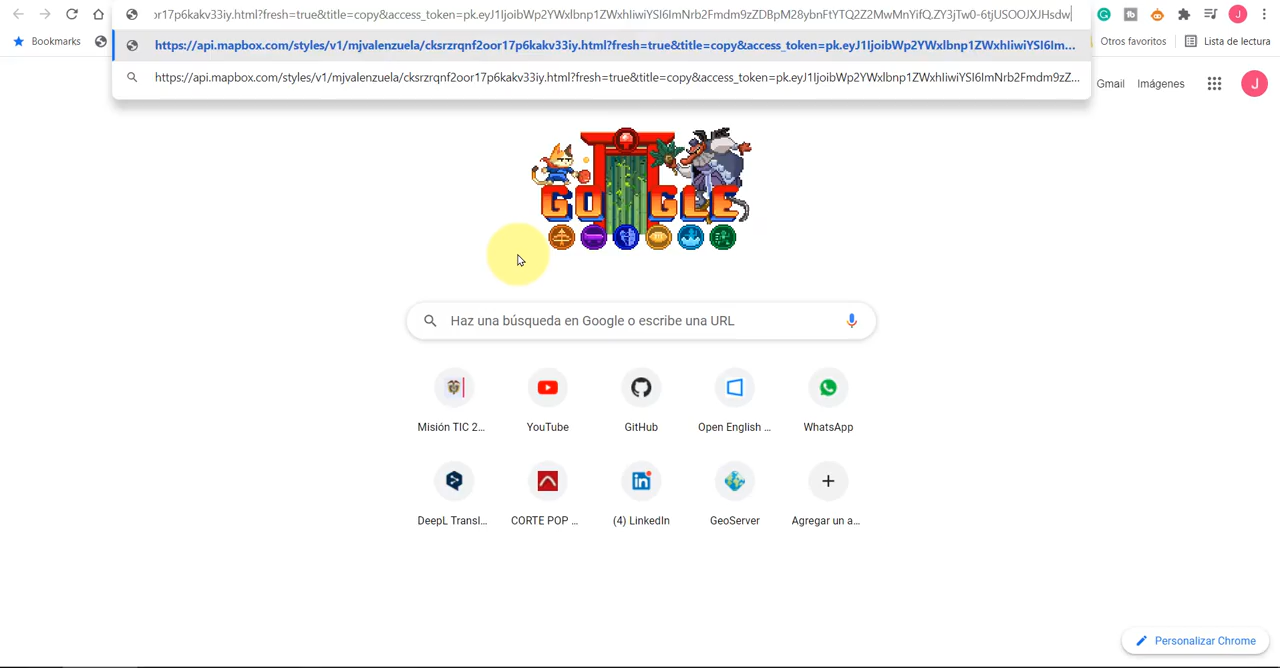 or17p6kakv33iy.html?fresh=true&title=copy&access_token=pk.eyJ1IjoibWp2YWxlbnp1ZWxhIiwiYSI6ImNrb2Fmdm9zZDBpM28ybnFtYTQ2Z2MwMnYifQ.ZY3jTw0-6tjUSOOJXJHsdw
Bookmarks
https://api.mapbox.com/styles/v1/mjvalenzuela/cksrzrqnf2oor17p6kakv33iy.html?fresh=true&title=copy&access_token=pk.eyJ1IjoibWp2YWxlbnp1ZWxhIiwiYSI6Im...
Otros favoritos
Lista de lectura
https://api.mapbox.com/styles/v1/mjvalenzuela/cksrzrqnf2oor17p6kakv33iy.html?fresh=true&title=copy&access_token=pk.eyJ1IjoibWp2YWxlbnp1ZWxhIiwiYSI6ImNrb2Fmdm9zZ...
Gmail
Imágenes
J
J
GOOGLE
Haz una búsqueda en Google o escribe una URL
Misión TIC 2...
YouTube
GitHub
Open English ...
WhatsApp
DeepL Transl...
CORTE POP ...
(4) LinkedIn
GeoServer
Agregar un a...
Personalizar Chrome